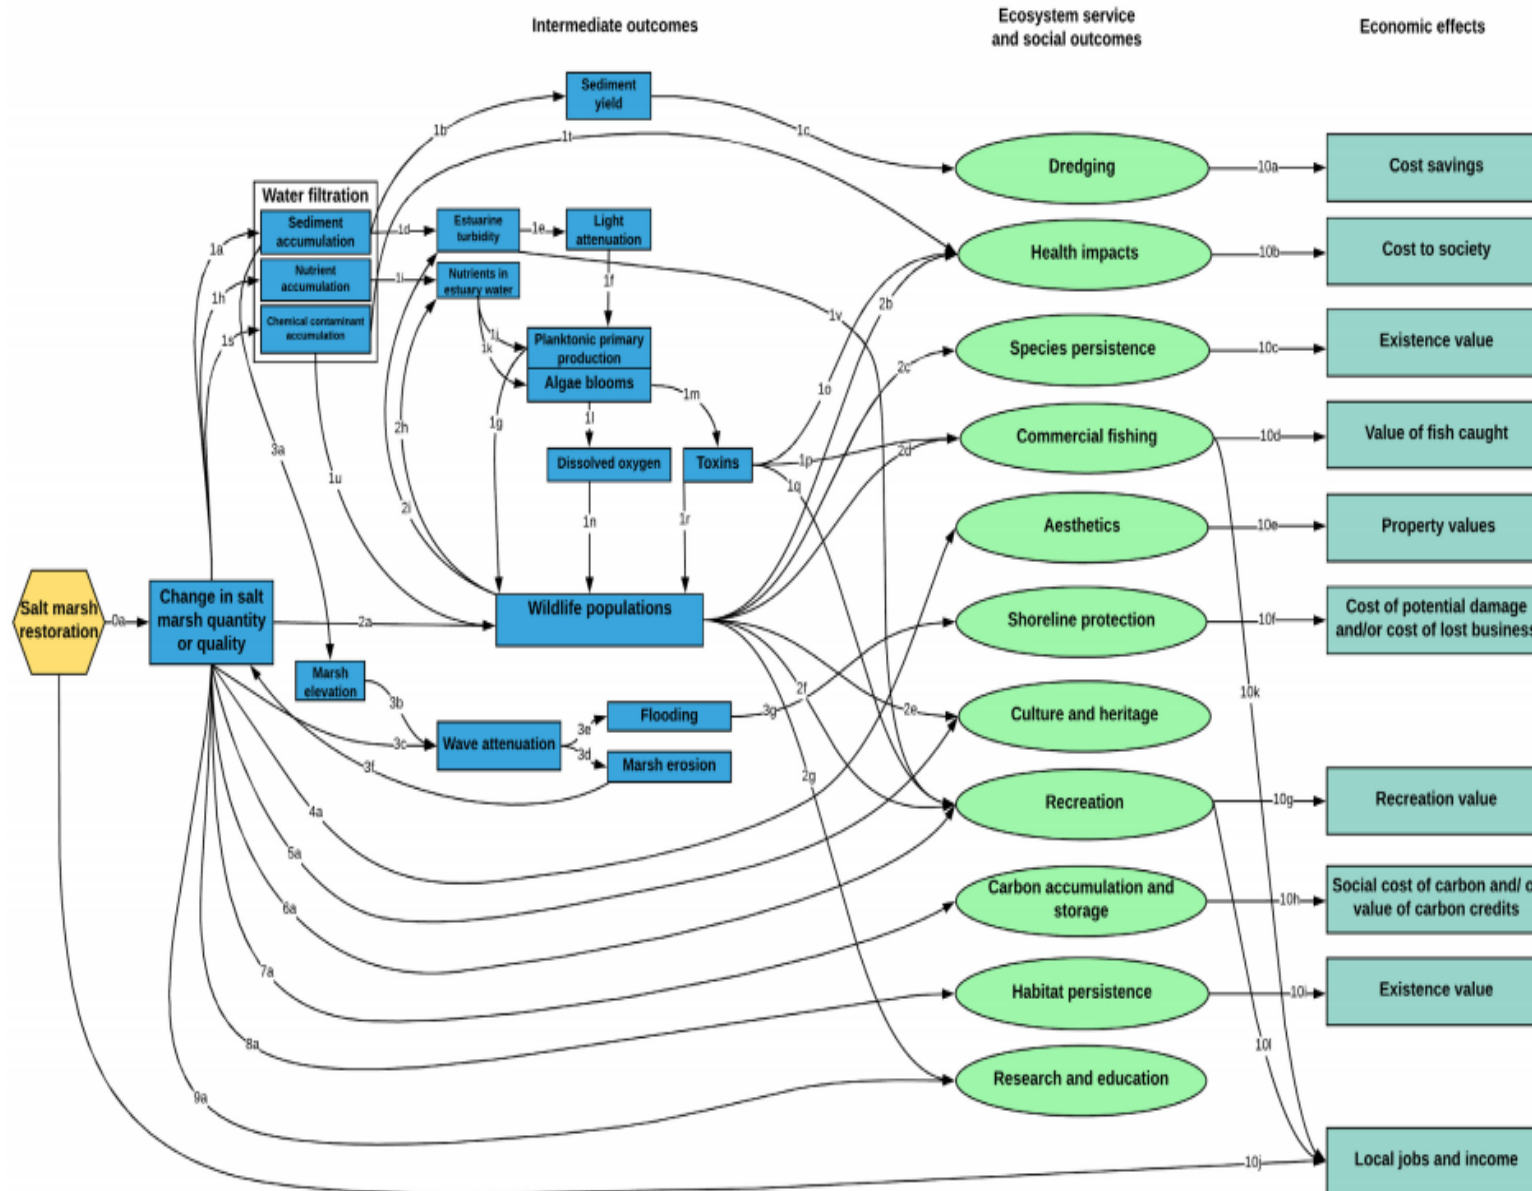 Intermediate outcomes
Ecosystem service
and social outcomes
Economic effects
Sediment
yield
1b
1c
1t
Dredging
10a
Cost savings
Water filtration
Sediment
accumulation
1a
1d
Estuarine
turbidity
1e
Light
attenuation
Health impacts
10b
Cost to society
Nutrient
accumulation
1h
1i
Nutrients in
estuary water
1f
2b
1v
Chemical contaminant
accumulation
1s
1j
1k
Planktonic primary
production
Algae blooms
Species persistence
10c
Existence value
2c
1o
1m
1g
1l
2h
3a
1u
Dissolved oxygen
Toxins
1p
2d
1q
Commercial fishing
10d
Value of fish caught
2i
1n
1r
Aesthetics
10e
Property values
Salt marsh
restoration
0a
Change in salt
marsh quantity
or quality
2a
Wildlife populations
Shoreline protection
10f
Cost of potential damage
and/or cost of lost business
Marsh
elevation
3b
2f
2e
10k
3c
Wave attenuation
3e
3d
Flooding
3g
Marsh erosion
3f
Culture and heritage
2g
4a
Recreation
10g
Recreation value
5a
6a
Carbon accumulation and
storage
10h
Social cost of carbon and/ o
value of carbon credits
7a
Habitat persistence
10i
Existence value
8a
10l
Research and education
9a
10j
Local jobs and income